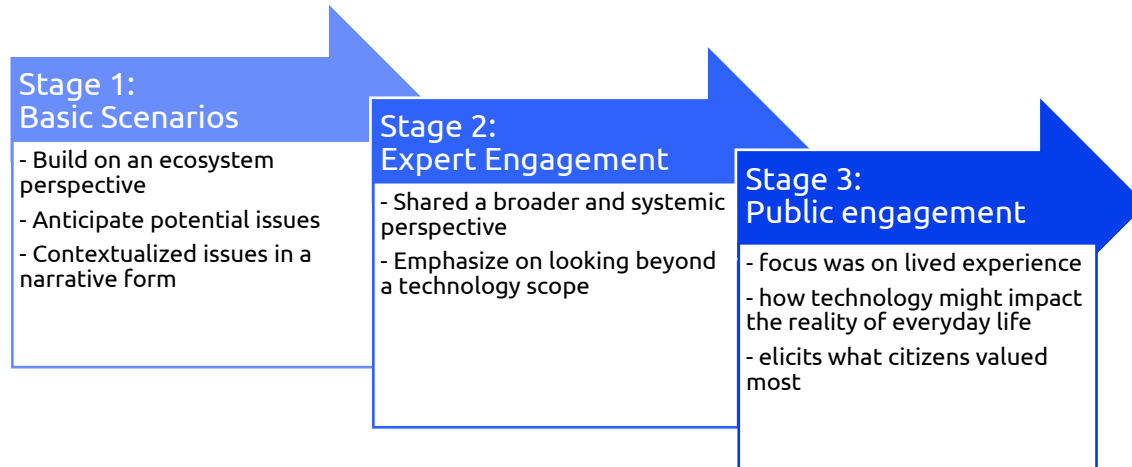 Stage 1:
Basic Scenarios
- Build on an ecosystem
perspective
- Anticipate potential issues
- Contextualized issues in a
narrative form
Stage 2:
Expert Engagement
- Shared a broader and systemic
perspective
- Emphasize on looking beyond
a technology scope
Stage 3:
Public engagement
- focus was on lived experience
- how technology might impact
the reality of everyday life
- elicits what citizens valued
most